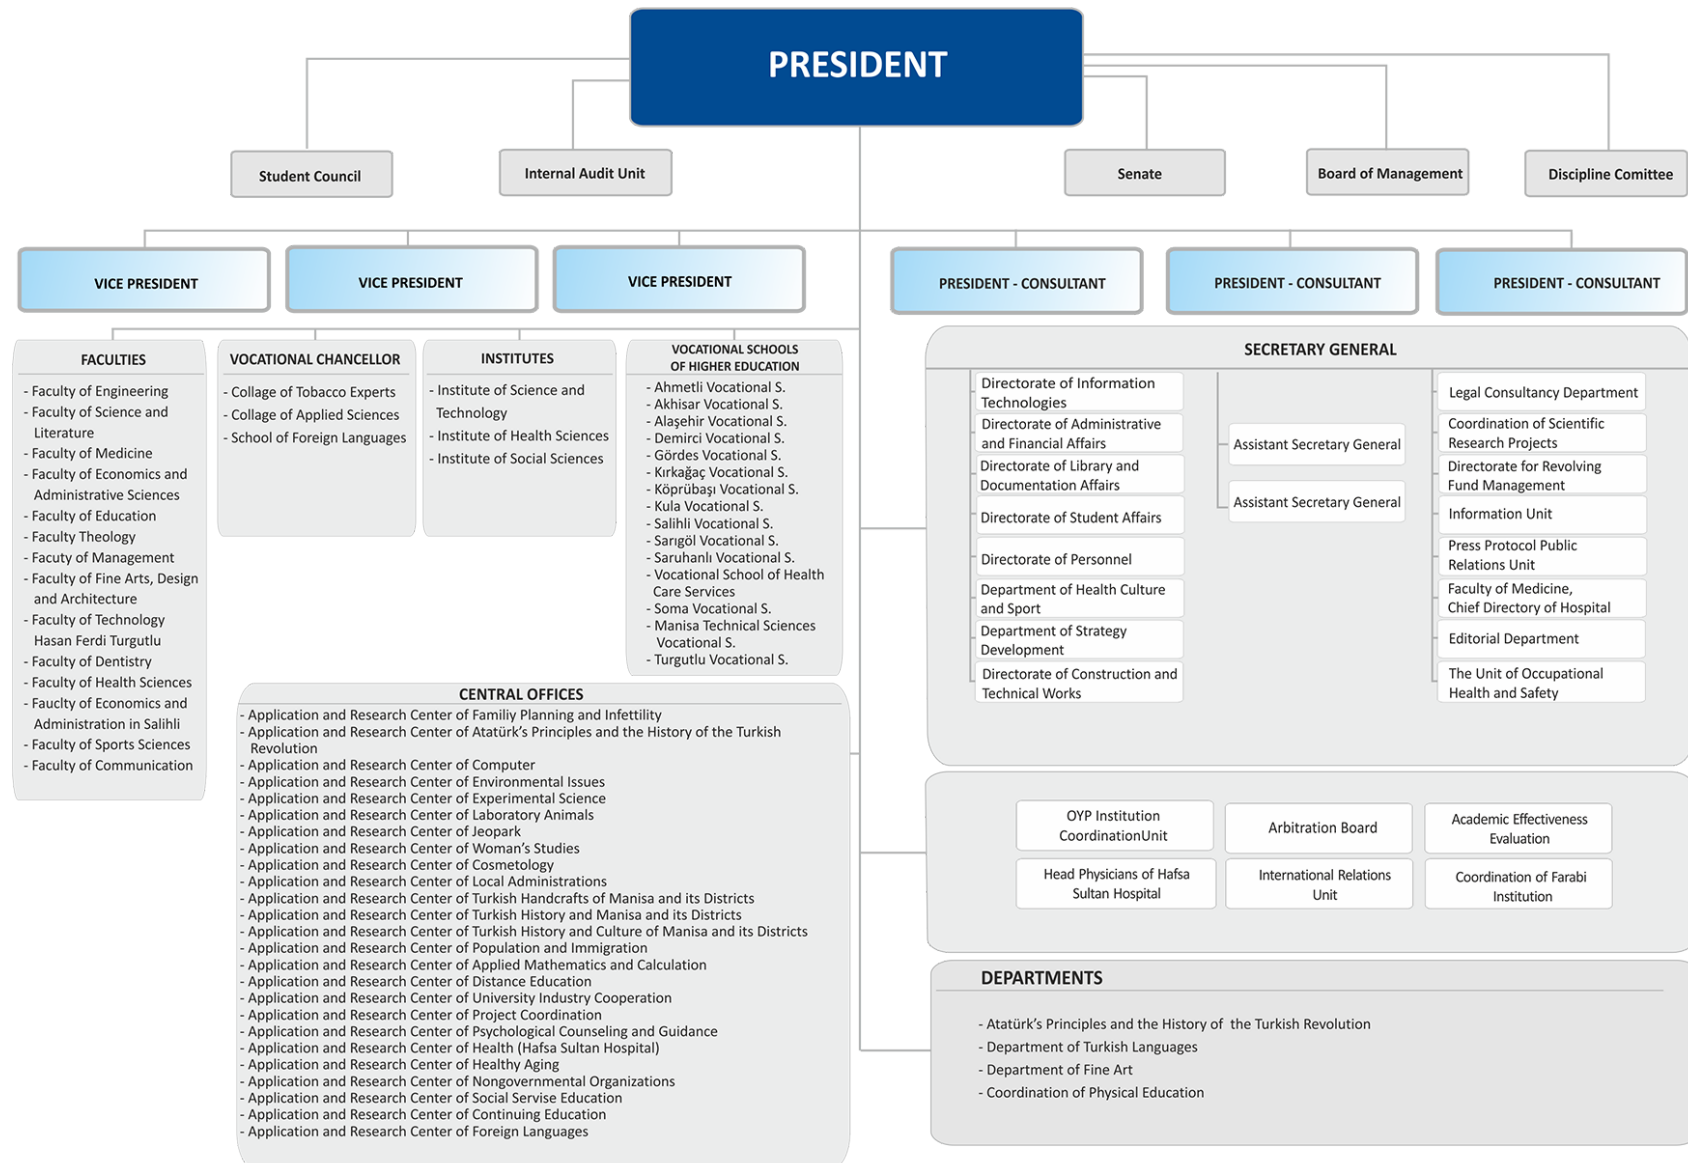 PRESIDENT
Student Council
Internal Audit Unit
Senate
Board of Management
Discipline Comittee
VICE PRESIDENT
VICE PRESIDENT
VICE PRESIDENT
PRESIDENT - CONSULTANT
PRESIDENT - CONSULTANT
PRESIDENT - CONSULTANT
FACULTIES
- Faculty of Engineering
- Faculty of Science and
Literature
- Faculty of Medicine
- Faculty of Economics and
Administrative Sciences
- Faculty of Education
- Faculty Theology
- Facuty of Management
- Faculty of Fine Arts, Design
and Architecture
- Faculty of Technology
Hasan Ferdi Turgutlu
- Faculty of Dentistry
- Faculty of Health Sciences
- Fauclty of Economics and
Administration in Salihli
- Faculty of Sports Sciences
- Faculty of Communication
VOCATIONAL CHANCELLOR
- Collage of Tobacco Experts
- Collage of Applied Sciences
- School of Foreign Languages
INSTITUTES
- Institute of Science and
Technology
- Institute of Health Sciences
- Institute of Social Sciences
VOCATIONAL SCHOOLS
OF HIGHER EDUCATION
- Ahmetli Vocational S.
- Akhisar Vocational S.
- Alaşehir Vocational S.
- Demirci Vocational S.
- Gördes Vocational S.
- Kırkağaç Vocational S.
- Köprübaşı Vocational S.
- Kula Vocational S.
- Salihli Vocational S.
- Sarıgöl Vocational S.
- Saruhanlı Vocational S.
- Vocational School of Health
Care Services
- Soma Vocational S.
- Manisa Technical Sciences
Vocational S.
- Turgutlu Vocational S.
CENTRAL OFFICES
- Application and Research Center of Familiy Planning and Infettility
- Application and Research Center of Atatürk's Principles and the History of the Turkish
Revolution
- Application and Research Center of Computer
- Application and Research Center of Environmental Issues
- Application and Research Center of Experimental Science
- Application and Research Center of Laboratory Animals
- Application and Research Center of Jeopark
- Application and Research Center of Woman's Studies
- Application and Research Center of Cosmetology
- Application and Research Center of Local Administrations
- Application and Research Center of Turkish Handcrafts of Manisa and its Districts
- Application and Research Center of Turkish History and Manisa and its Districts
- Application and Research Center of Turkish History and Culture of Manisa and its Districts
- Application and Research Center of Population and Immigration
- Application and Research Center of Applied Mathematics and Calculation
- Application and Research Center of Distance Education
- Application and Research Center of University Industry Cooperation
- Application and Research Center of Project Coordination
- Application and Research Center of Psychological Counseling and Guidance
- Application and Research Center of Health (Hafsa Sultan Hospital)
- Application and Research Center of Healthy Aging
- Application and Research Center of Nongovernmental Organizations
- Application and Research Center of Social Servise Education
- Application and Research Center of Continuing Education
- Application and Research Center of Foreign Languages
SECRETARY GENERAL
Directorate of Information
Technologies
Directorate of Administrative
and Financial Affairs
Directorate of Library and
Documentation Affairs
Directorate of Student Affairs
Directorate of Personnel
Department of Health Culture
and Sport
Department of Strategy
Development
Directorate of Construction and
Technical Works
Assistant Secretary General
Assistant Secretary General
Legal Consultancy Department
Coordination of Scientific
Research Projects
Directorate for Revolving
Fund Management
Information Unit
Press Protocol Public
Relations Unit
Faculty of Medicine,
Chief Directory of Hospital
Editorial Department
The Unit of Occupational
Health and Safety
OYP Institution
CoordinationUnit
Arbitration Board
Academic Effectiveness
Evaluation
Head Physicians of Hafsa
Sultan Hospital
International Relations
Unit
Coordination of Farabi
Institution
DEPARTMENTS
- Atatürk's Principles and the History of the Turkish Revolution
- Department of Turkish Languages
- Department of Fine Art
- Coordination of Physical Education